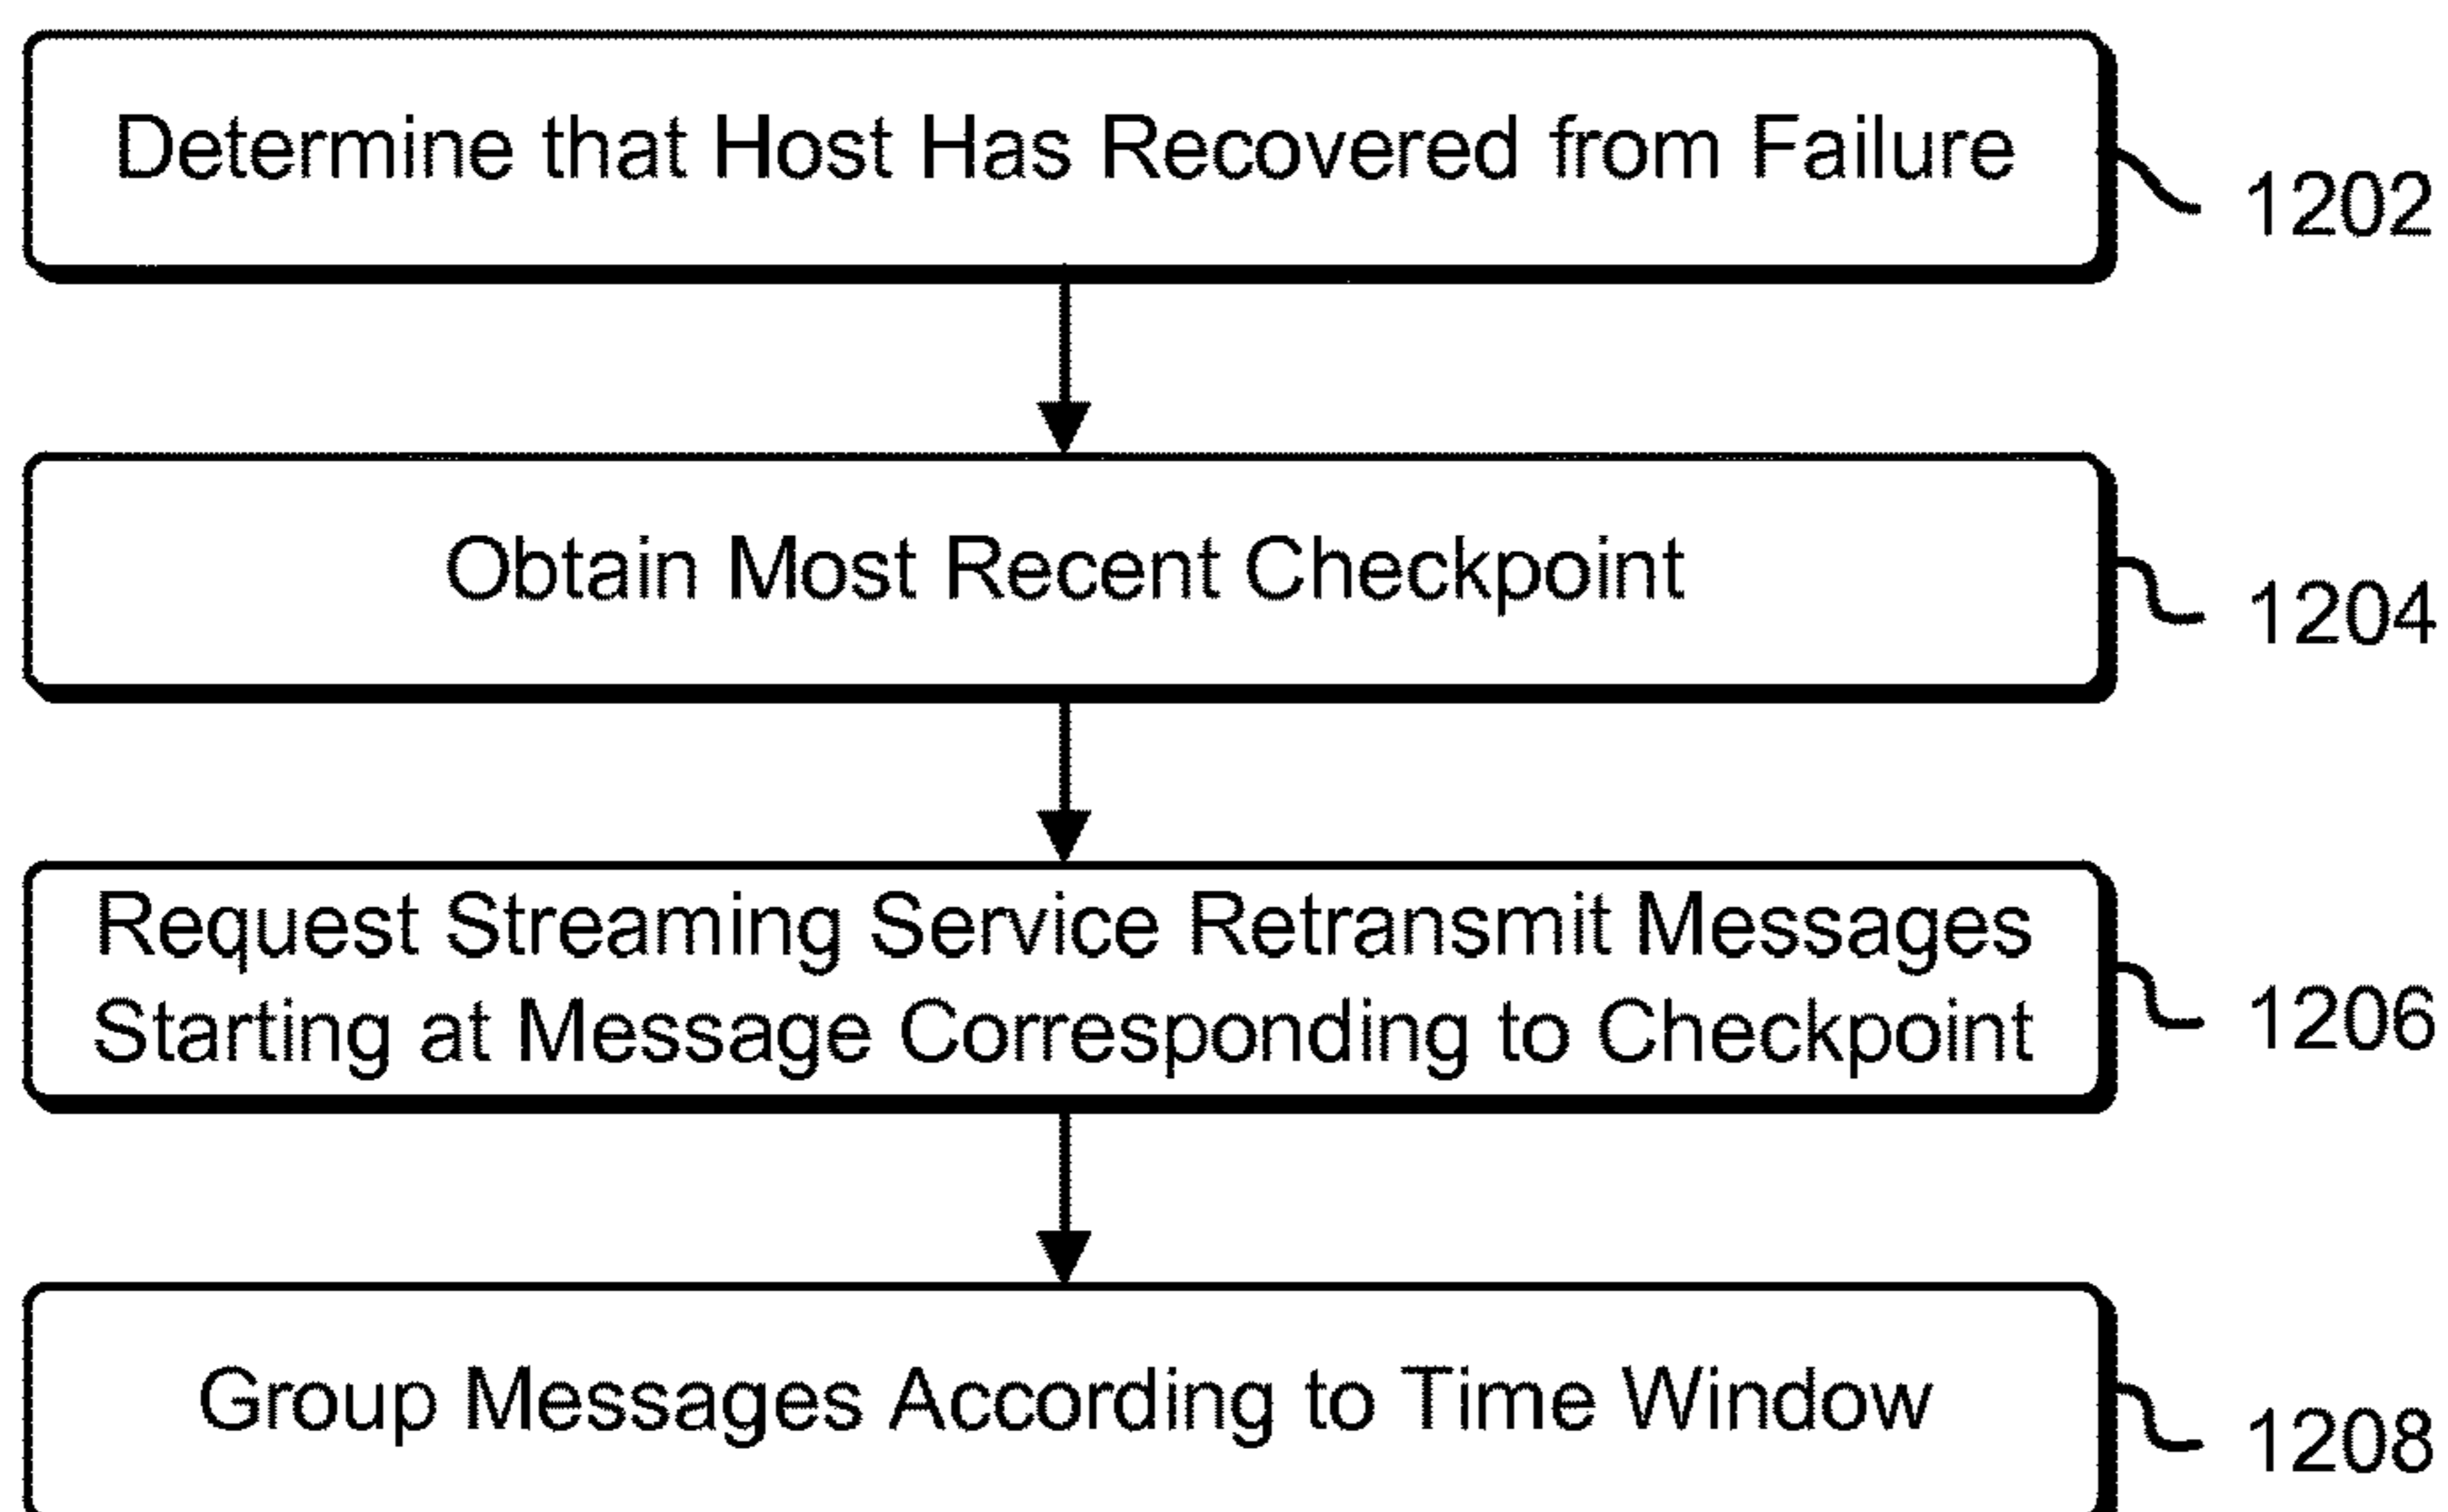 Determine that Host Has Recovered from Failure
1202
Obtain Most Recent Checkpoint
1204
Request Streaming Service Retransmit Messages
Starting at Message Corresponding to Checkpoint
1206
Group Messages According to Time Window
1208